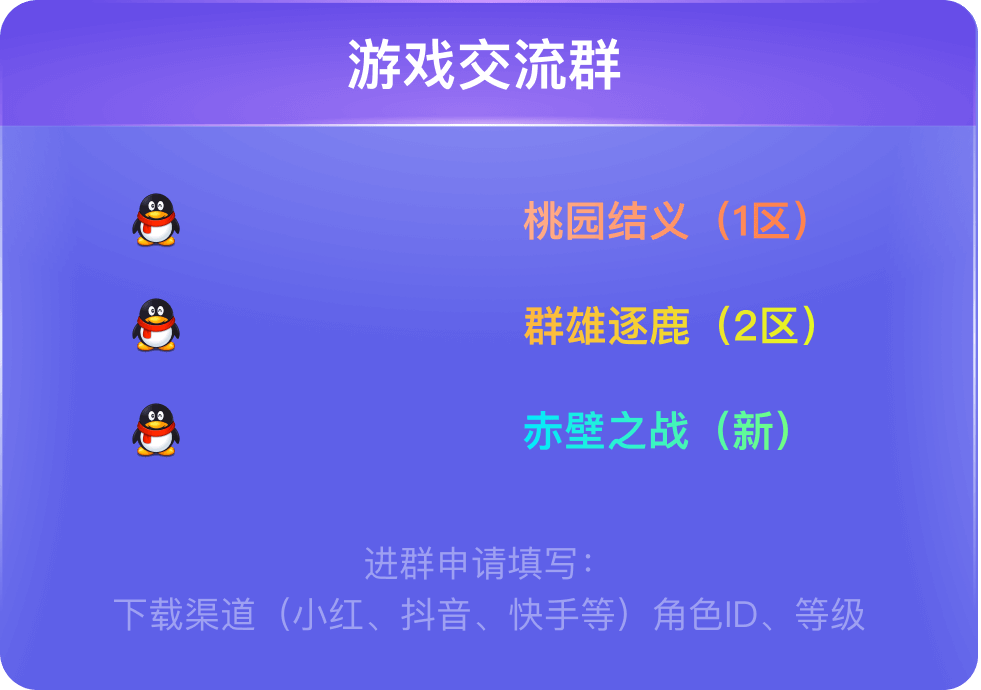 游戏交流群
桃园结义（1区）
群雄逐鹿（2区）
赤壁之战（新）
进群申请填写：
下载渠道（小红、抖音、快手等）角色ID、等级